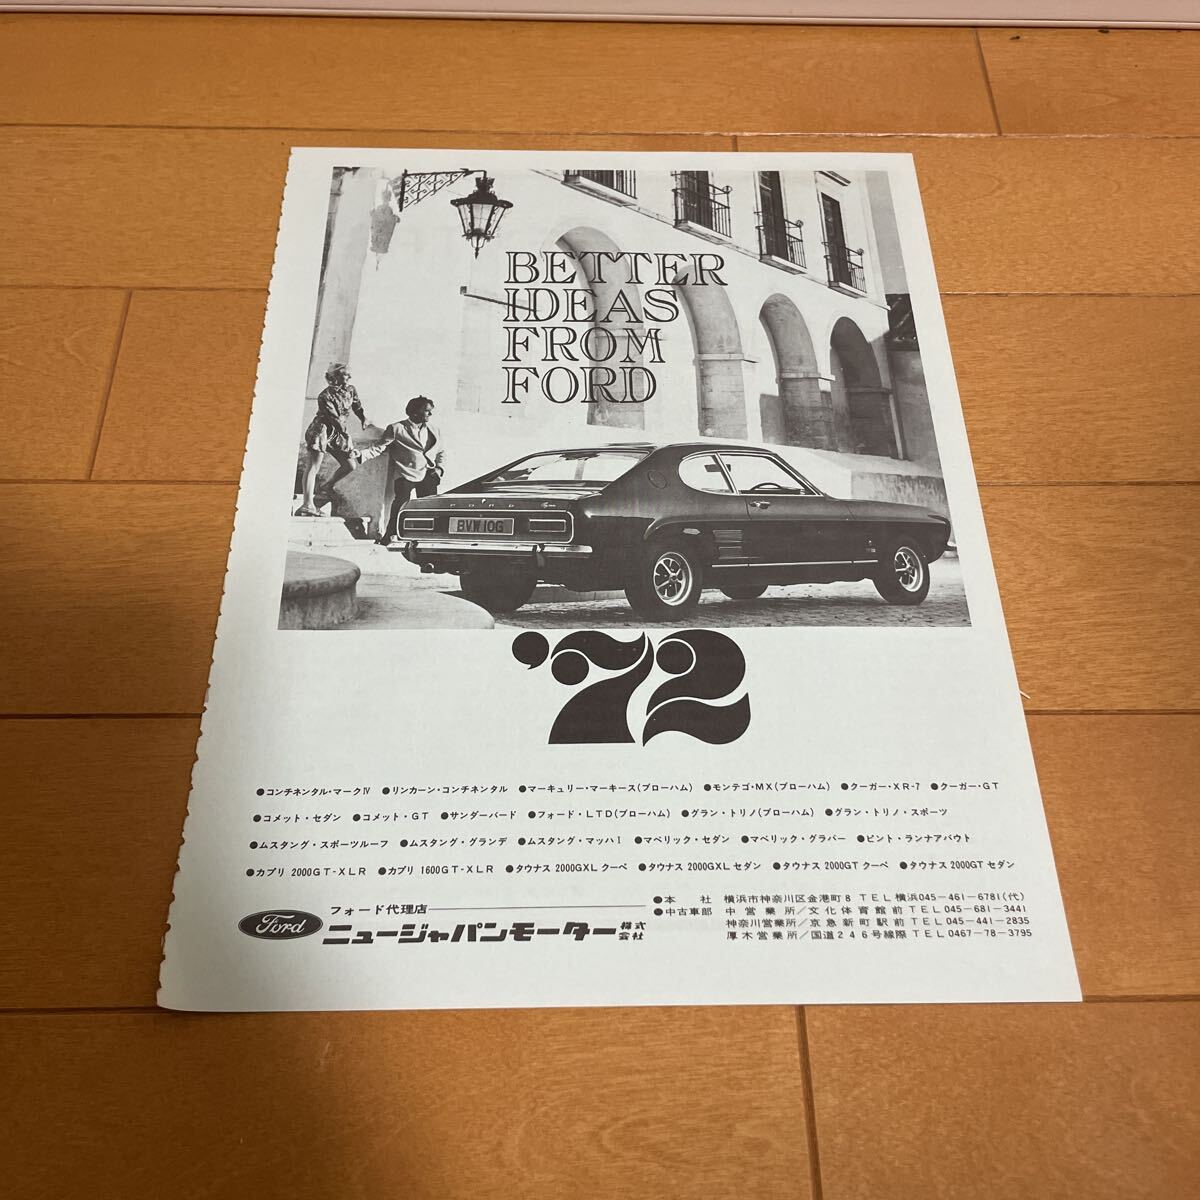 BETTER
IDEAS
FROM
FORD
FORD
BVW 10G
'72
●コンチネンタル・マークⅣ ●リンカーン・コンチネンタル ●マーキュリー・マーキース(ブローハム) ●モンテゴ・MX(ブローハム) ●クーガー・XR-7 ●クーガー・GT
●コメット・セダン ●コメット・GT ●サンダーバード ●フォード・LTD(ブローハム) ●グラン・トリノ(ブローハム) ●グラン・トリノ・スポーツ
●ムスタング・スポーツルーフ ●ムスタング・グランデ ●ムスタング・マッハⅠ ●マベリック・セダン ●マベリック・グラバー ●ピント・ランナアバウト
●カプリ 2000GT-XLR ●カプリ 1600GT-XLR ●タウナス 2000GXL クーペ ●タウナス 2000GXL セダン ●タウナス 2000GT クーペ ●タウナス 2000GT セダン
Ford
フォード代理店
ニュージャパンモーター株式会社
●本社 横浜市神奈川区金港町8 TEL 横浜045-461-6781(代)
●中古車部 中営業所/文化体育館前 TEL 045-681-3441
神奈川営業所/京急新町駅前 TEL 045-441-2835
厚木営業所/国道246号線際 TEL 0467-78-3795